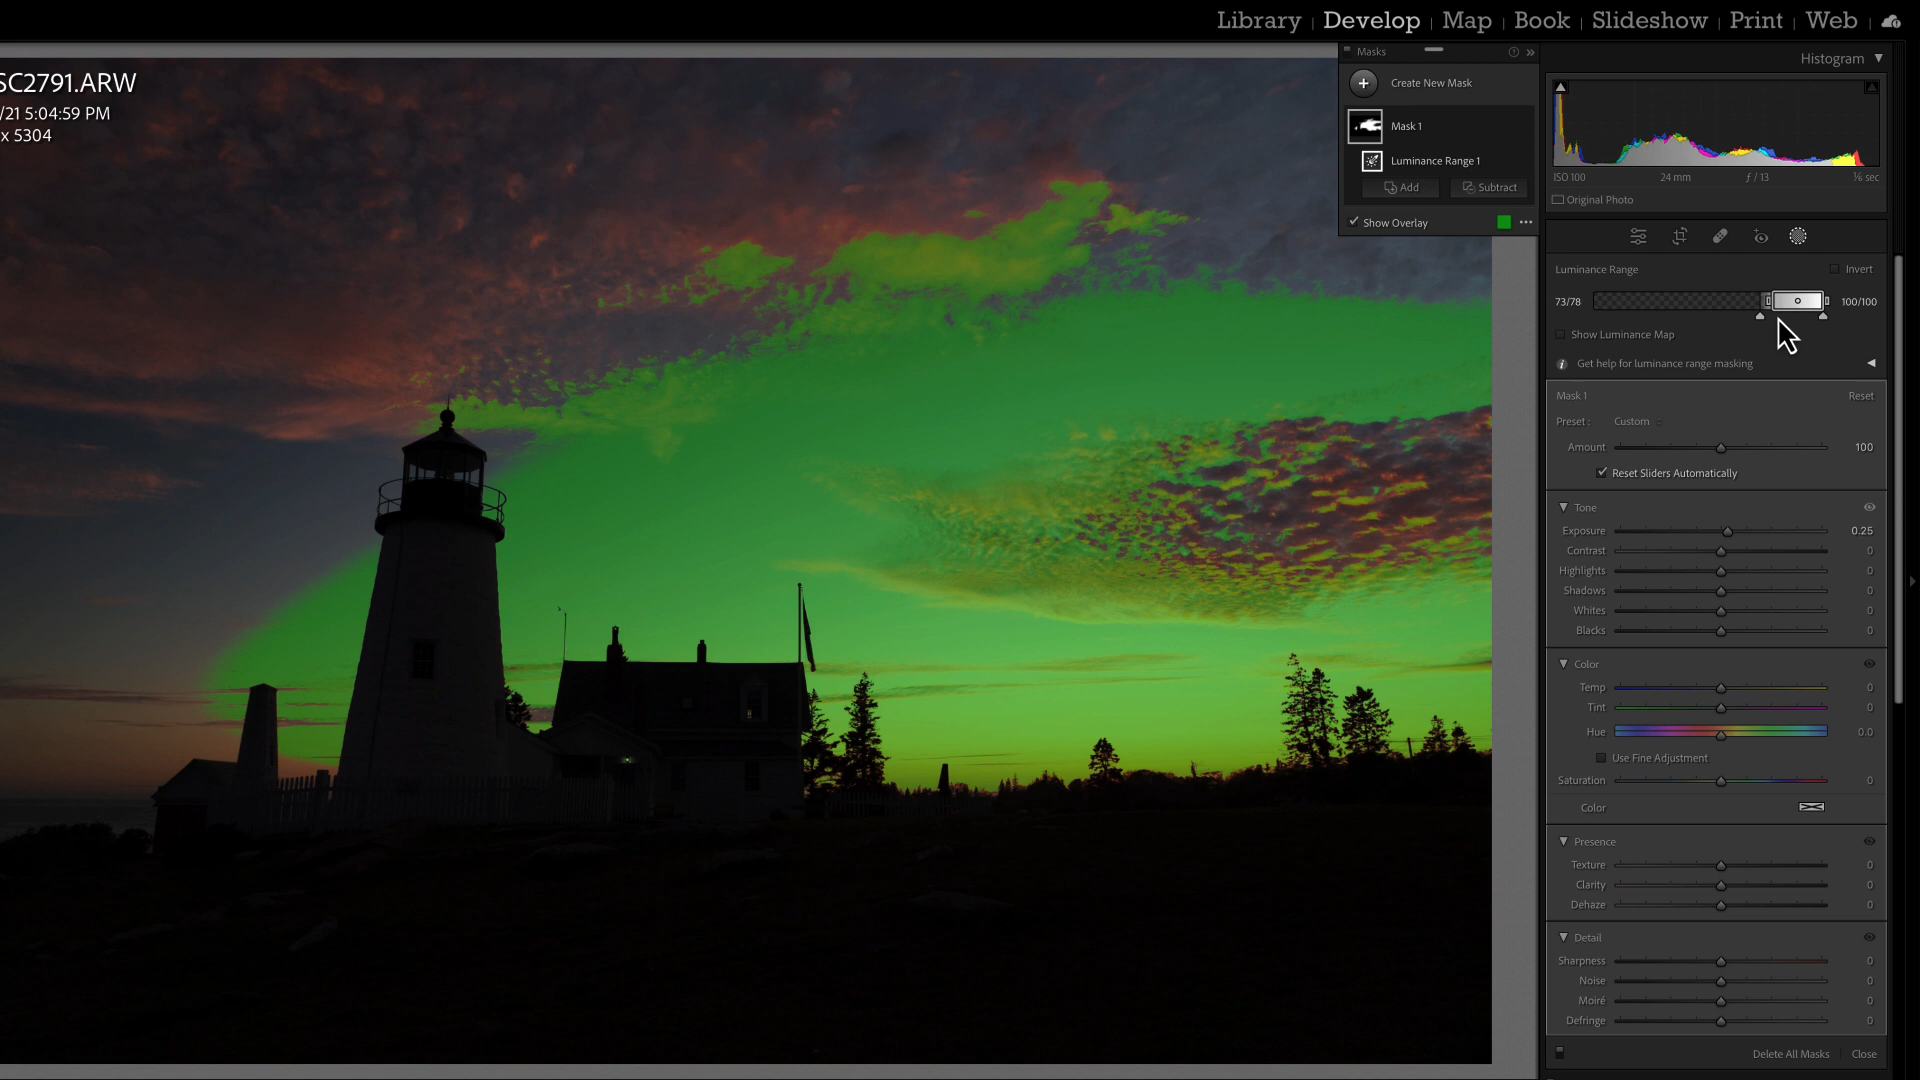 Library | Develop | Map | Book | Slideshow | Print | Web |
SC2791.ARW
/21 5:04:59 PM
x 5304
Masks
Create New Mask
Mask 1
Luminance Range 1
Add
Subtract
Show Overlay
Histogram
ISO 100
24 mm
ƒ / 13
⅙ sec
Original Photo
Luminance Range
Invert
73/78
100/100
Show Luminance Map
Get help for luminance range masking
Mask 1
Reset
Preset :
Custom
Amount
100
Reset Sliders Automatically
Tone
Exposure
0.25
Contrast
0
Highlights
0
Shadows
0
Whites
0
Blacks
0
Color
Temp
0
Tint
0
Hue
0.0
Use Fine Adjustment
Saturation
0
Color
Presence
Texture
0
Clarity
0
Dehaze
0
Detail
Sharpness
0
Noise
0
Moiré
0
Defringe
0
Delete All Masks
Close